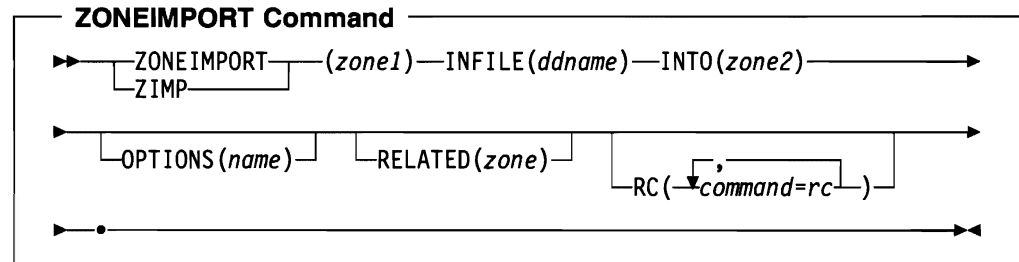 ZONEIMPORT Command
ZONEIMPORT (zone1) INFILE(ddname) INTO(zone2)
ZIMP
OPTIONS(name) RELATED(zone) ,
RC( command=rc )